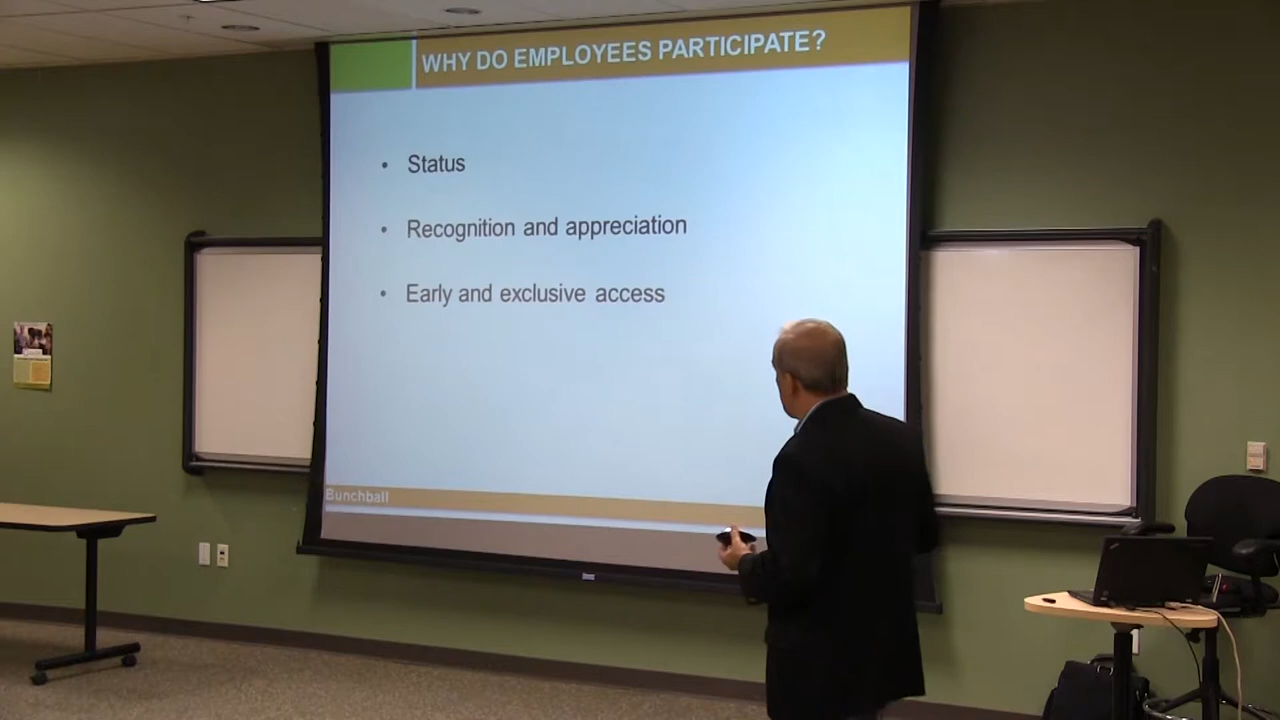 WHY DO EMPLOYEES PARTICIPATE?
• Status
• Recognition and appreciation
• Early and exclusive access
Bunchball